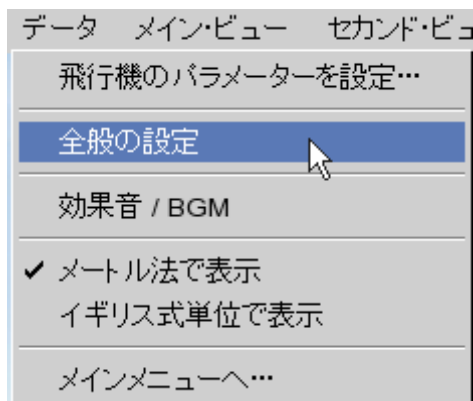 データ　メイン・ビュー　セカンド・ビュ
飛行機のパラメーターを設定…
全般の設定
効果音 / BGM
✓ メートル法で表示
イギリス式単位で表示
メインメニューへ…